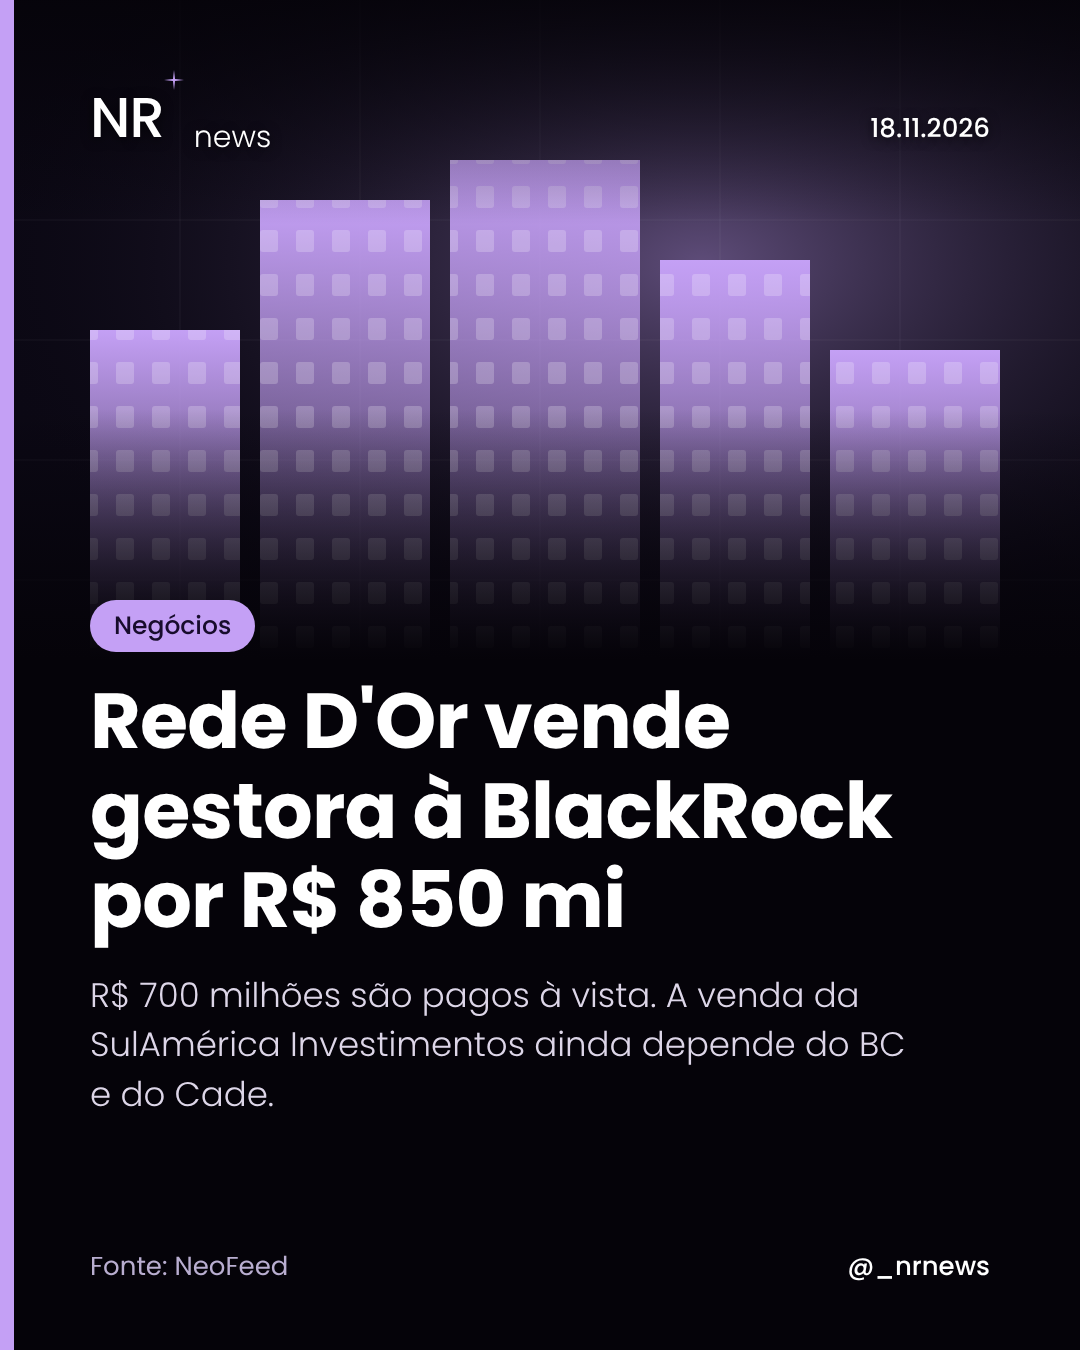 NR news
18.11.2026
Negócios
Rede D'Or vende
gestora à BlackRock
por R$ 850 mi
R$ 700 milhões são pagos à vista. A venda da
SulAmérica Investimentos ainda depende do BC
e do Cade.
Fonte: NeoFeed
@_nrnews